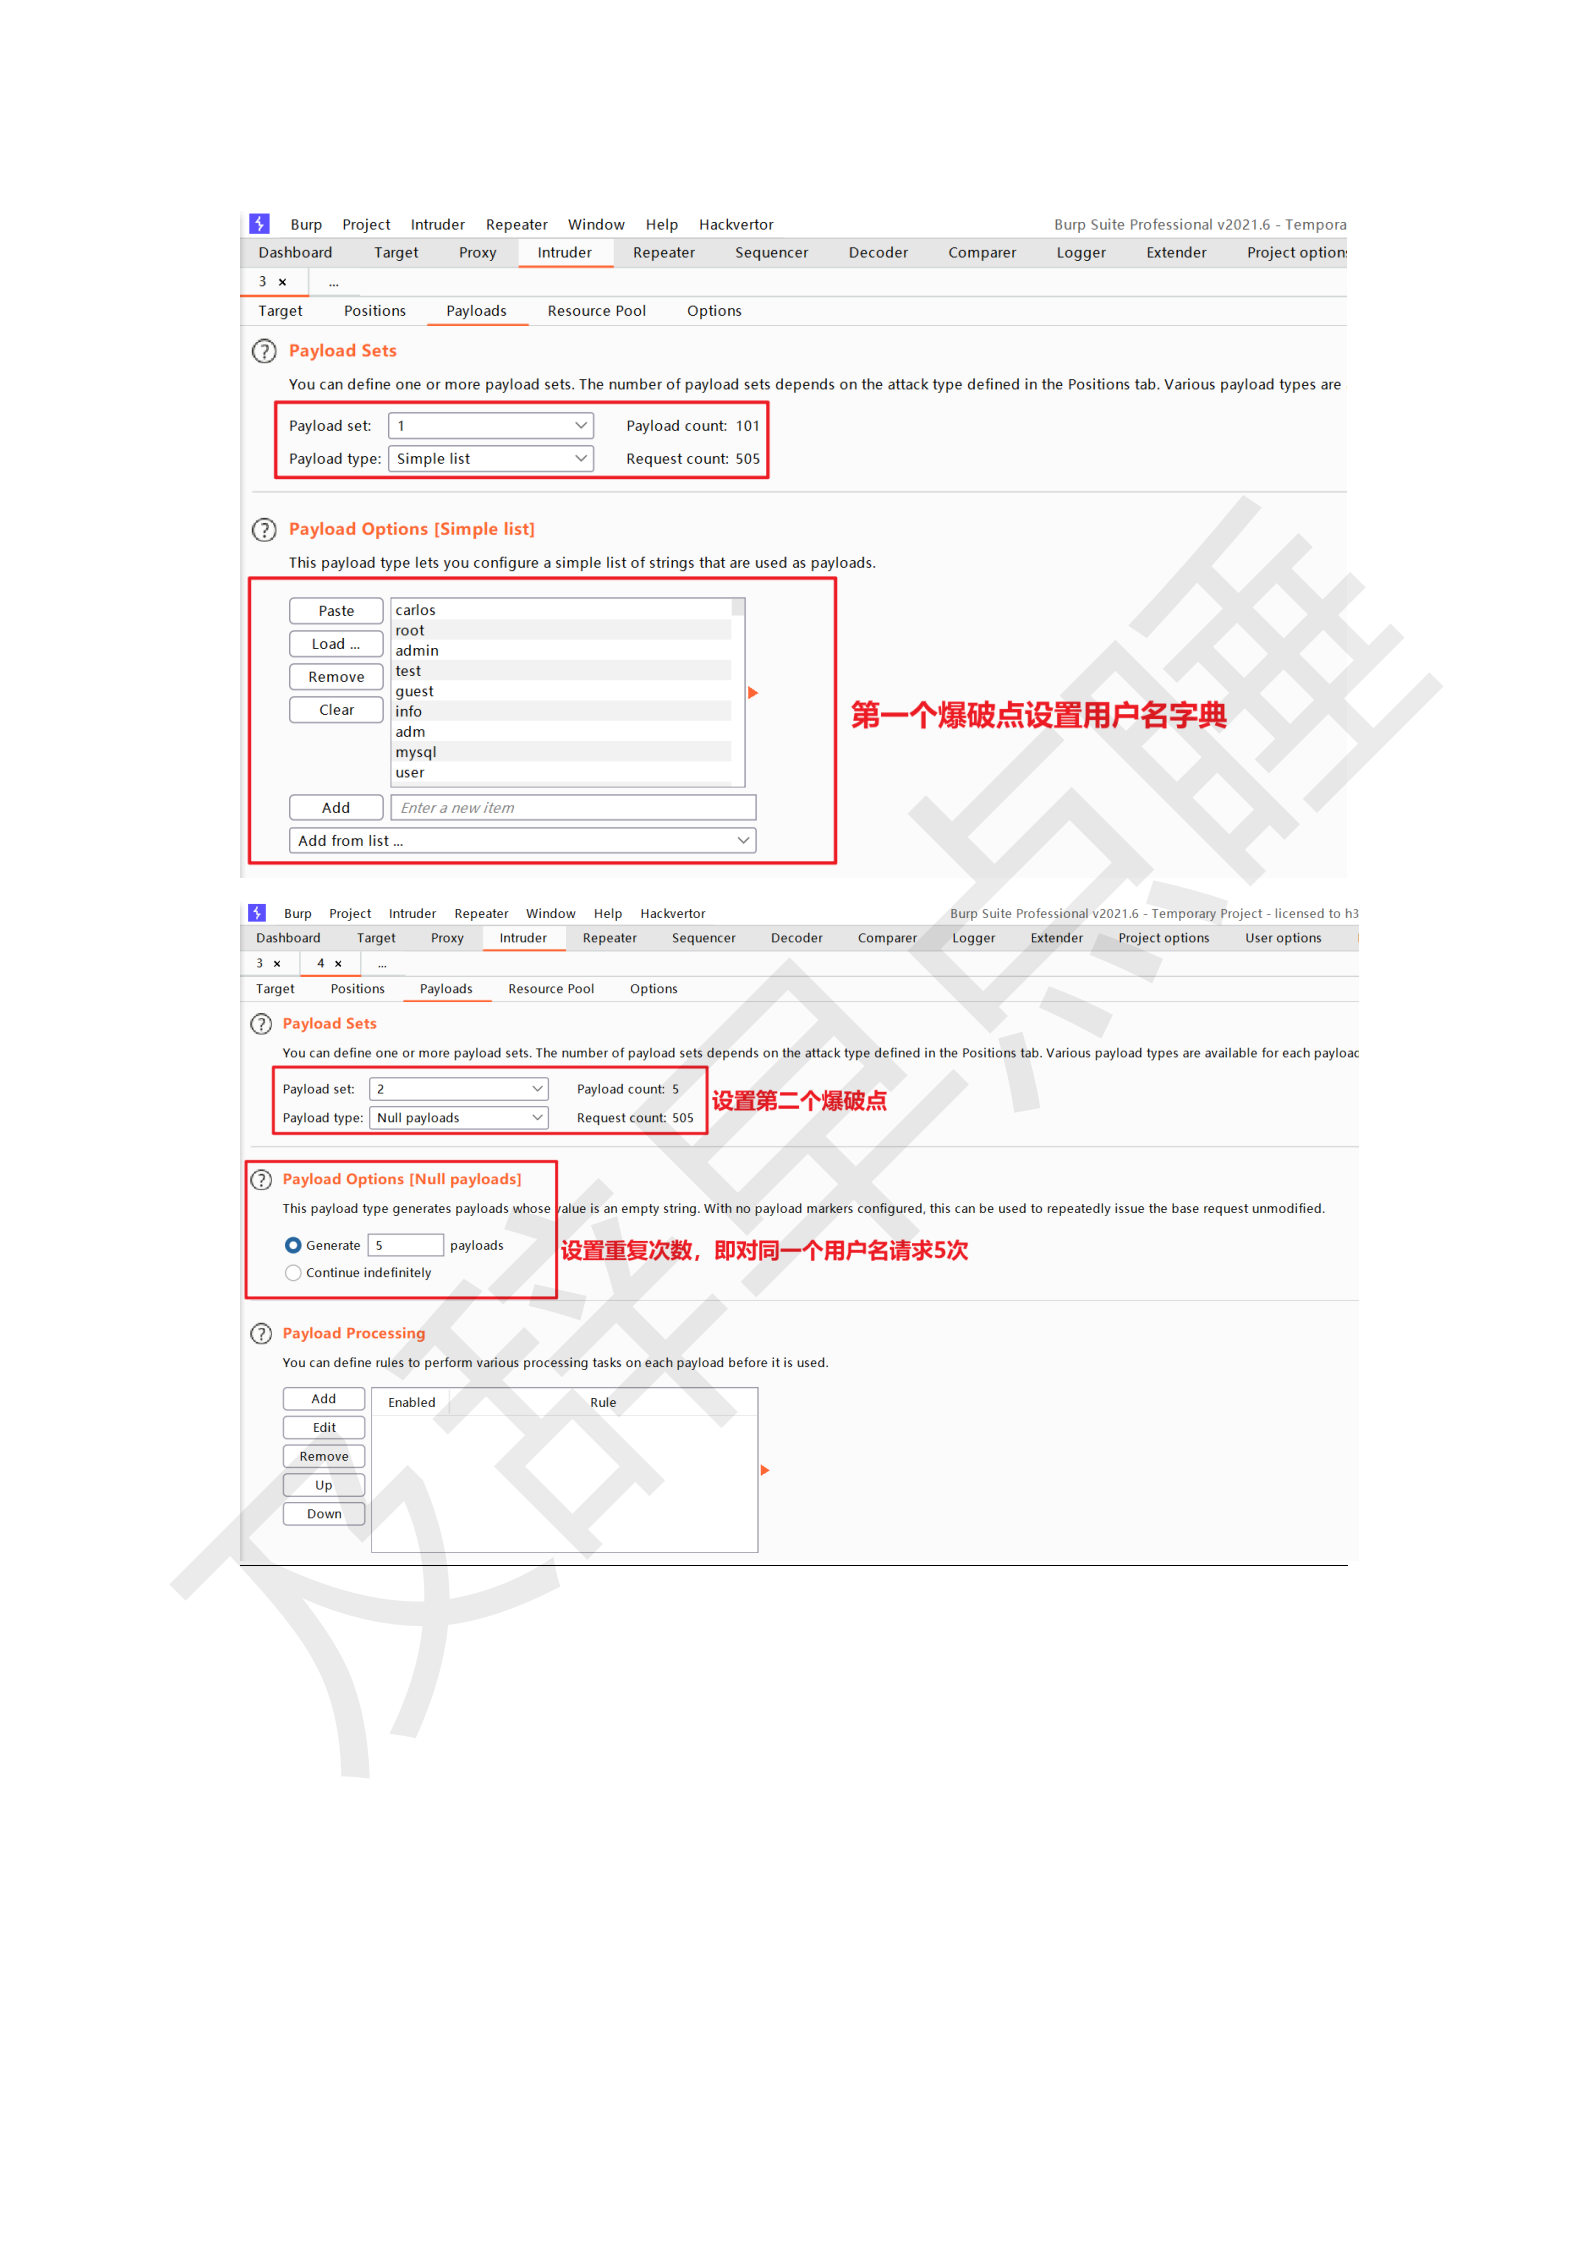 Burp Project Intruder Repeater Window Help Hackvertor Burp Suite Professional v2021.6 - Tempora
Dashboard Target Proxy Intruder Repeater Sequencer Decoder Comparer Logger Extender Project option
3 × ...
Target Positions Payloads Resource Pool Options
? Payload Sets
You can define one or more payload sets. The number of payload sets depends on the attack type defined in the Positions tab. Various payload types are
Payload set: 1 Payload count: 101
Payload type: Simple list Request count: 505
? Payload Options [Simple list]
This payload type lets you configure a simple list of strings that are used as payloads.
Paste
Load ...
Remove
Clear
carlos
root
admin
test
guest
info
adm
mysql
user
第一个爆破点设置用户名字典
Add Enter a new item
Add from list ...
Burp Project Intruder Repeater Window Help Hackvertor Burp Suite Professional v2021.6 - Temporary Project - licensed to h3
Dashboard Target Proxy Intruder Repeater Sequencer Decoder Comparer Logger Extender Project options User options
3 × 4 × ...
Target Positions Payloads Resource Pool Options
? Payload Sets
You can define one or more payload sets. The number of payload sets depends on the attack type defined in the Positions tab. Various payload types are available for each payload
Payload set: 2 Payload count: 5
设置第二个爆破点
Payload type: Null payloads Request count: 505
? Payload Options [Null payloads]
This payload type generates payloads whose value is an empty string. With no payload markers configured, this can be used to repeatedly issue the base request unmodified.
Generate 5 payloads
设置重复次数，即对同一个用户名请求5次
Continue indefinitely
? Payload Processing
You can define rules to perform various processing tasks on each payload before it is used.
Add
Edit
Remove
Up
Down
Enabled Rule
及辞早点睡